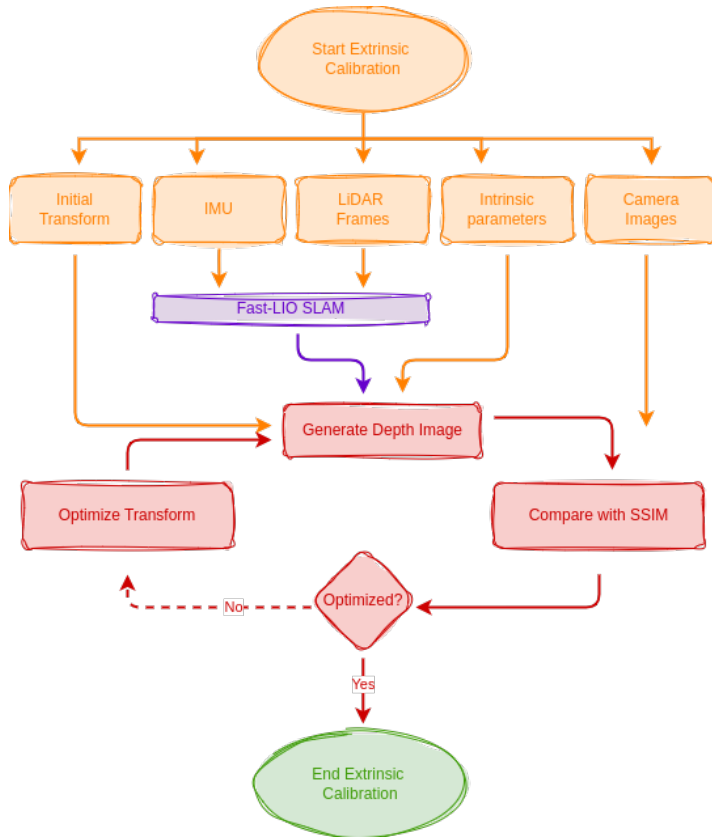 Start Extrinsic
Calibration
Initial
Transform
IMU
LiDAR
Frames
Intrinsic
parameters
Camera
Images
Fast-LIO SLAM
Generate Depth Image
Optimize Transform
Compare with SSIM
Optimized?
No
Yes
End Extrinsic
Calibration